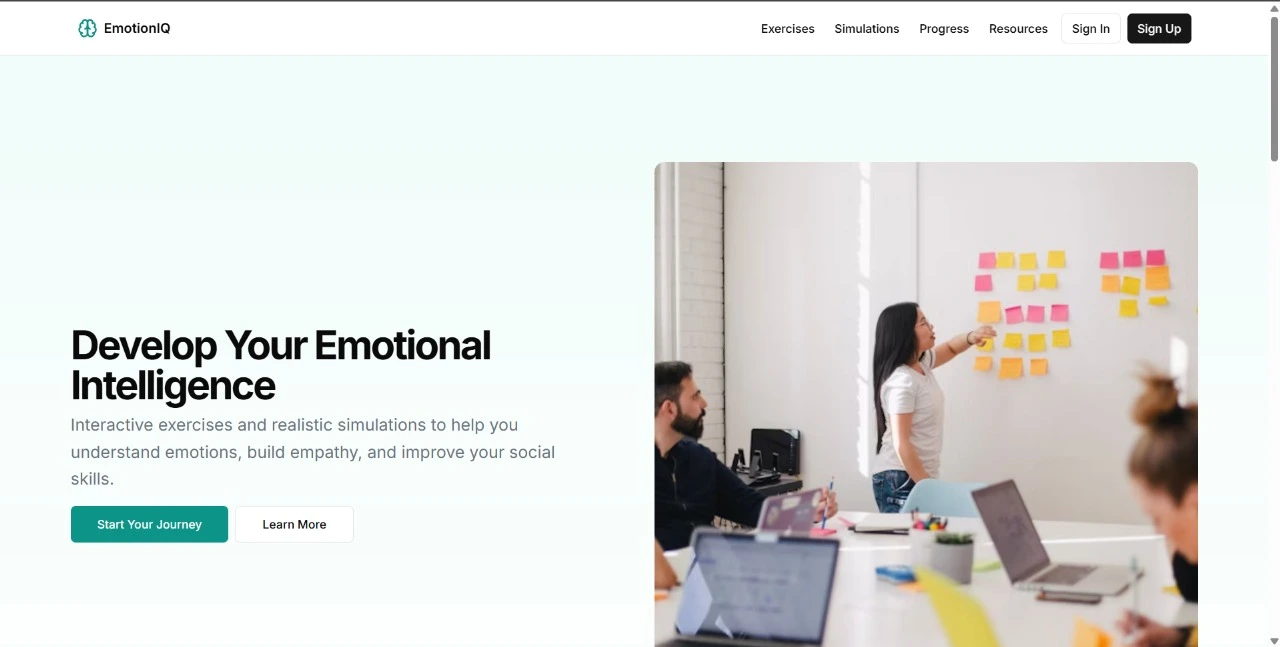 EmotionIQ
Exercises Simulations Progress Resources Sign In Sign Up
Develop Your Emotional
Intelligence
Interactive exercises and realistic simulations to help you
understand emotions, build empathy, and improve your social
skills.
Start Your Journey Learn More